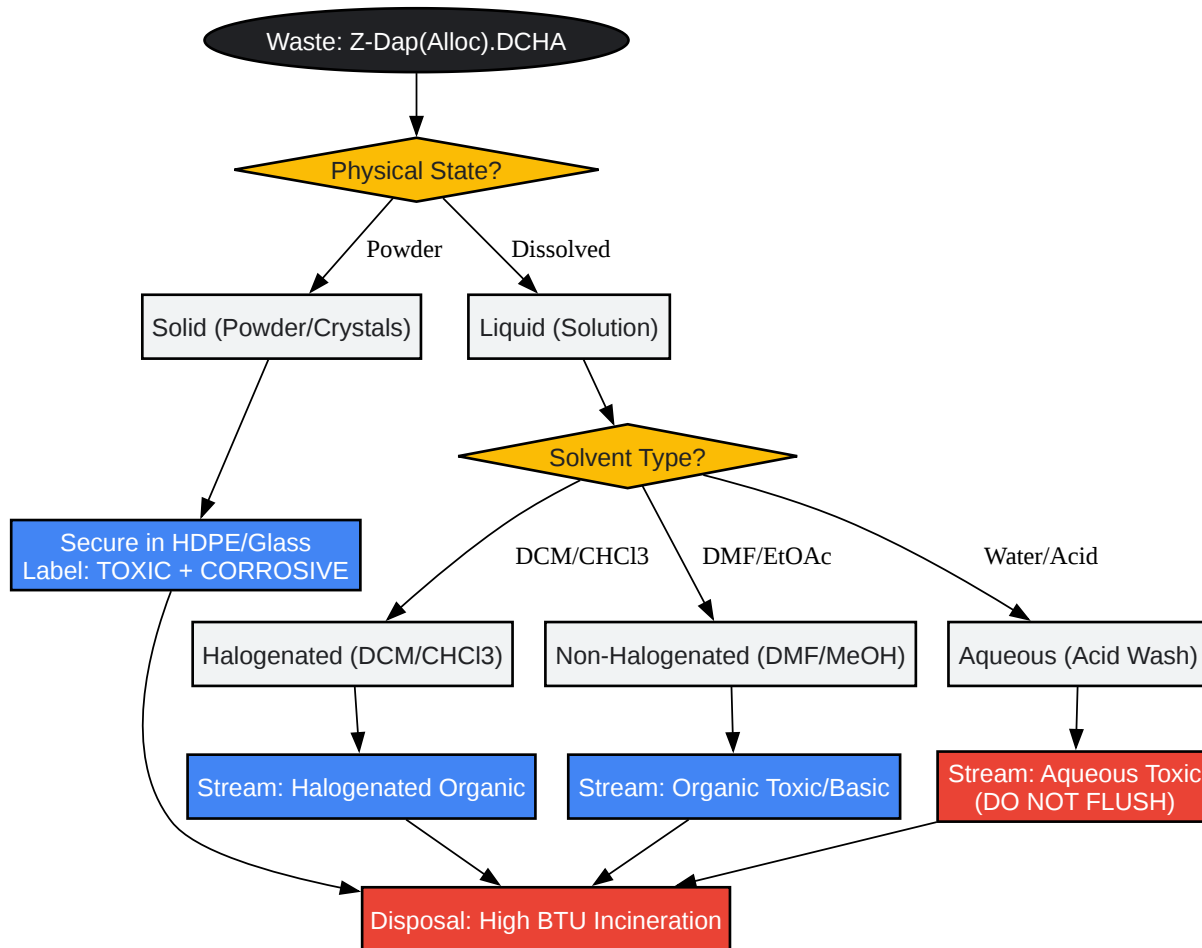 Waste: Z-Dap(Alloc).DCHA
Physical State?
Powder
Dissolved
Solid (Powder/Crystals)
Liquid (Solution)
Solvent Type?
Secure in HDPE/Glass
Label: TOXIC + CORROSIVE
DCM/CHCl3
DMF/EtOAc
Water/Acid
Halogenated (DCM/CHCl3)
Non-Halogenated (DMF/MeOH)
Aqueous (Acid Wash)
Stream: Halogenated Organic
Stream: Organic Toxic/Basic
Stream: Aqueous Toxic
(DO NOT FLUSH)
Disposal: High BTU Incineration